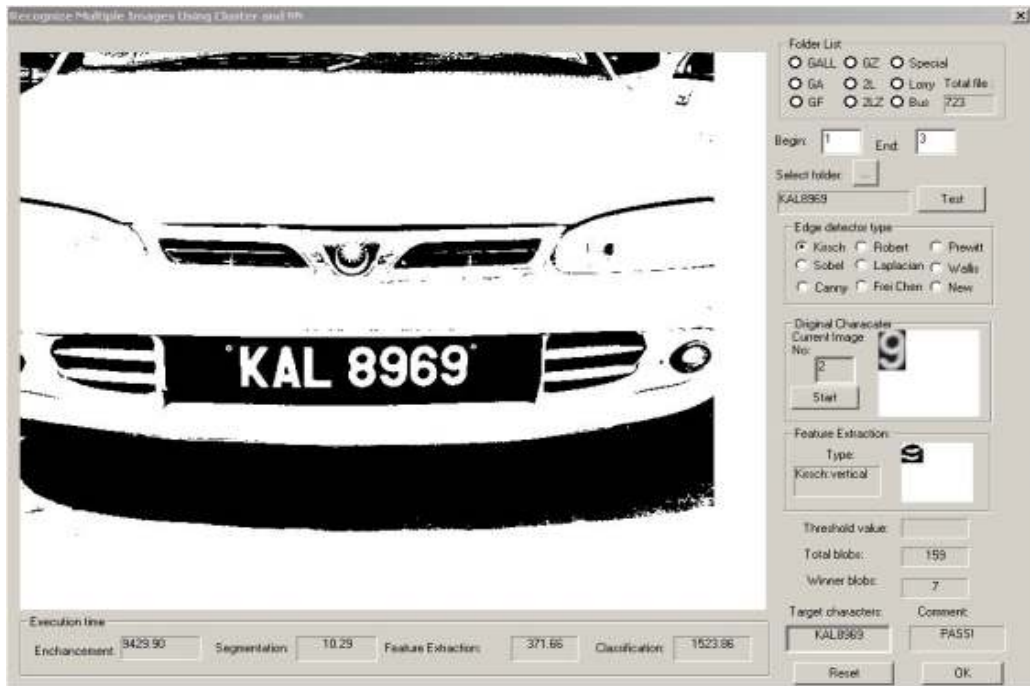 Recognize Multiple Images Using Cluster and NN
Folder List
GALL GZ Special
GA 2L Lorry Total file
GF 2LZ Bus 723
Begin: 1 End: 3
Select folder: ...
KAL8969 Test
Edge detector type
Kirsch Robert Prewitt
Sobel Laplacian Wallis
Canny Frei Chen New
Original Characater
Current Image
No:
2
Start
9
Feature Extraction:
Type:
Kirsch:vertical
KAL 8969
Threshold value:
Total blobs: 159
Winner blobs: 7
Target characters: Comment:
KAL8969 PASS!
Reset OK
Execution time
Enchancement: 9429.90 Segmentation: 10.29 Feature Extraction: 371.66 Classification: 1523.86